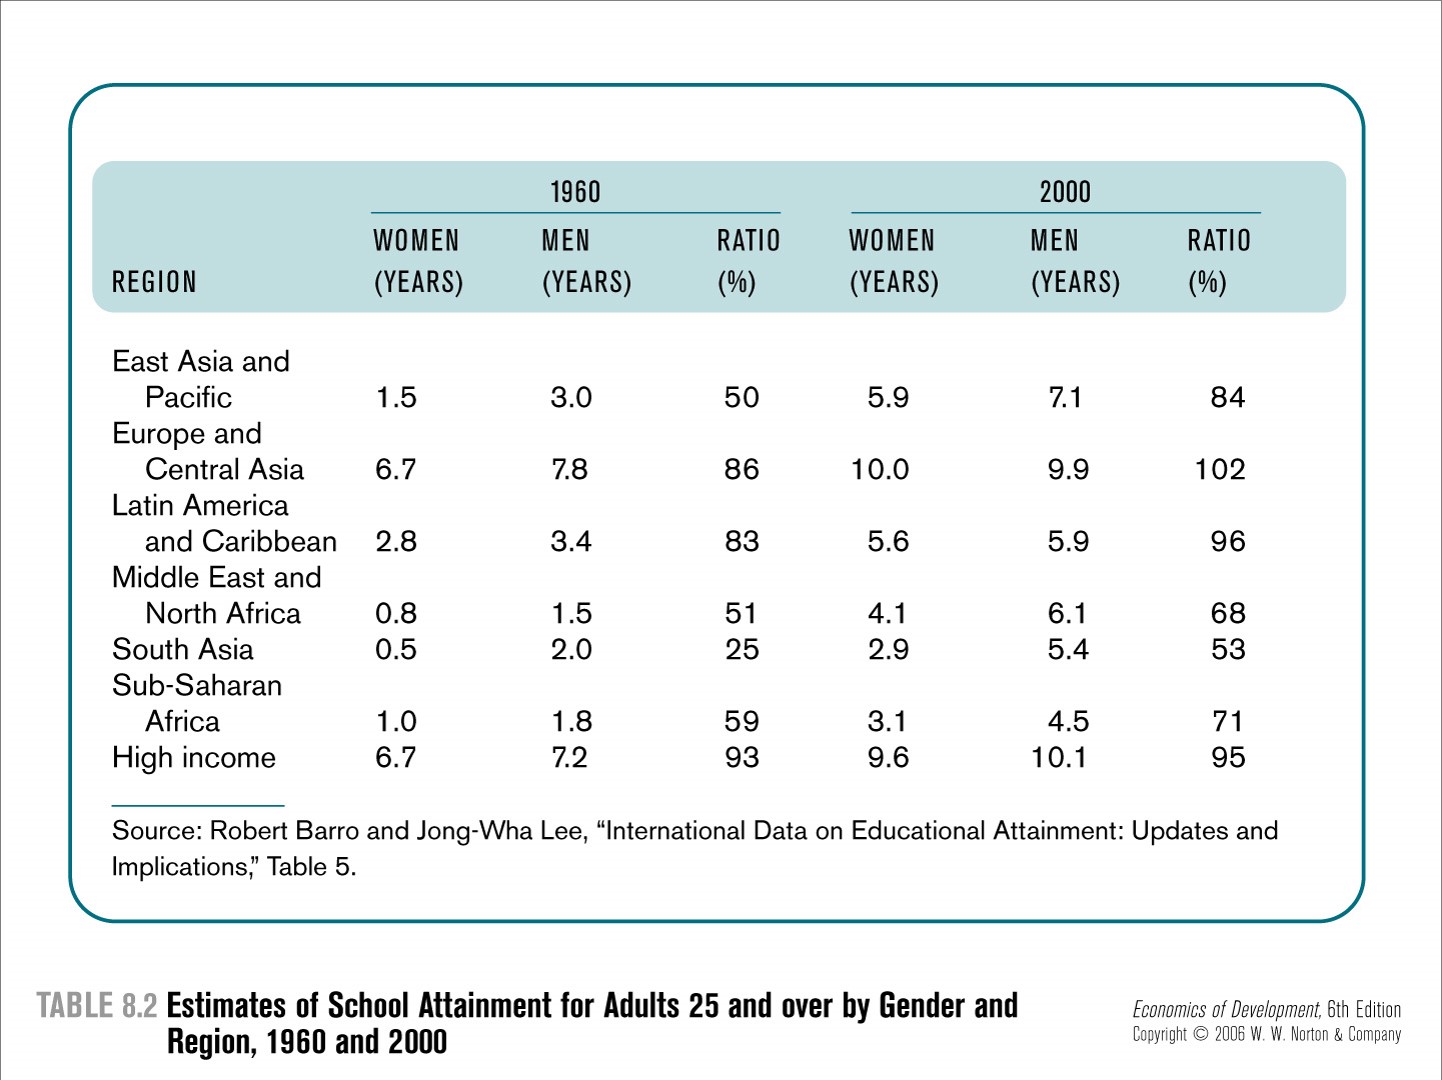 1960 2000
WOMEN MEN RATIO WOMEN MEN RATIO
REGION (YEARS) (YEARS) (%) (YEARS) (YEARS) (%)
East Asia and
Pacific 1.5 3.0 50 5.9 7.1 84
Europe and
Central Asia 6.7 7.8 86 10.0 9.9 102
Latin America
and Caribbean 2.8 3.4 83 5.6 5.9 96
Middle East and
North Africa 0.8 1.5 51 4.1 6.1 68
South Asia 0.5 2.0 25 2.9 5.4 53
Sub-Saharan
Africa 1.0 1.8 59 3.1 4.5 71
High income 6.7 7.2 93 9.6 10.1 95
Source: Robert Barro and Jong-Wha Lee, “International Data on Educational Attainment: Updates and
Implications,” Table 5.
TABLE 8.2 Estimates of School Attainment for Adults 25 and over by Gender and
Region, 1960 and 2000
Economics of Development, 6th Edition
Copyright © 2006 W. W. Norton & Company